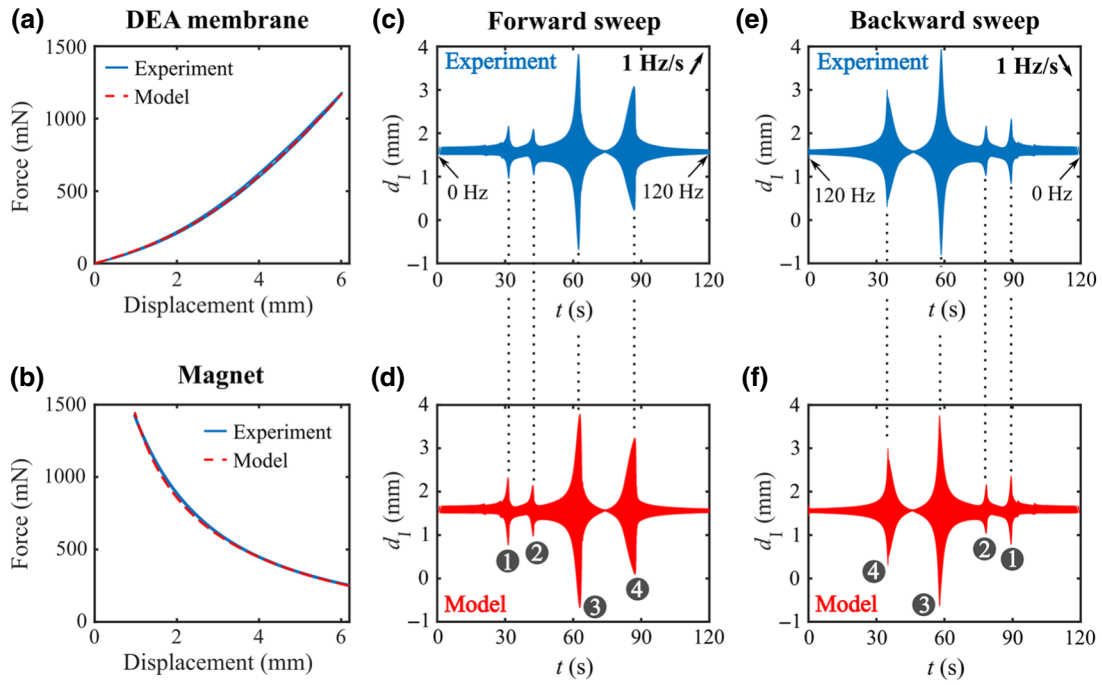 (a)
DEA membrane
1500
1000
500
0
Force (mN)
Experiment
Model
0 2 4 6
Displacement (mm)
(b)
Magnet
1500
1000
500
0
Force (mN)
Experiment
Model
0 2 4 6
Displacement (mm)
(c)
Forward sweep
4
3
2
1
0
−1
dI (mm)
Experiment
1 Hz/s
0 Hz
120 Hz
0 30 60 90 120
t (s)
(d)
4
3
2
1
0
−1
dI (mm)
1
2
3
4
Model
0 30 60 90 120
t (s)
(e)
Backward sweep
4
3
2
1
0
−1
dI (mm)
Experiment
1 Hz/s
120 Hz
0 Hz
0 30 60 90 120
t (s)
(f)
4
3
2
1
0
−1
dI (mm)
4
3
2
1
Model
0 30 60 90 120
t (s)